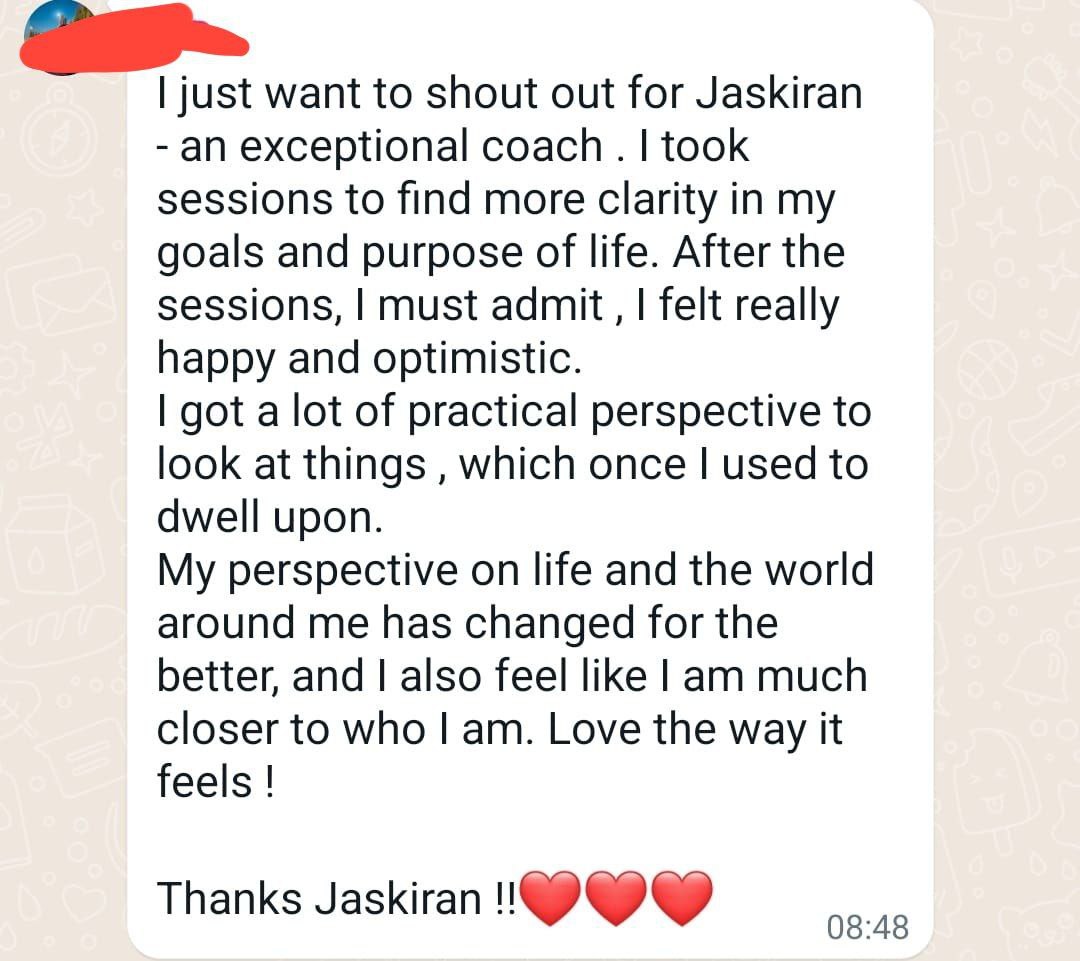 I just want to shout out for Jaskiran
- an exceptional coach . I took
sessions to find more clarity in my
goals and purpose of life. After the
sessions, I must admit , I felt really
happy and optimistic.
I got a lot of practical perspective to
look at things , which once I used to
dwell upon.
My perspective on life and the world
around me has changed for the
better, and I also feel like I am much
closer to who I am. Love the way it
feels !
Thanks Jaskiran !!❤️❤️❤️
08:48